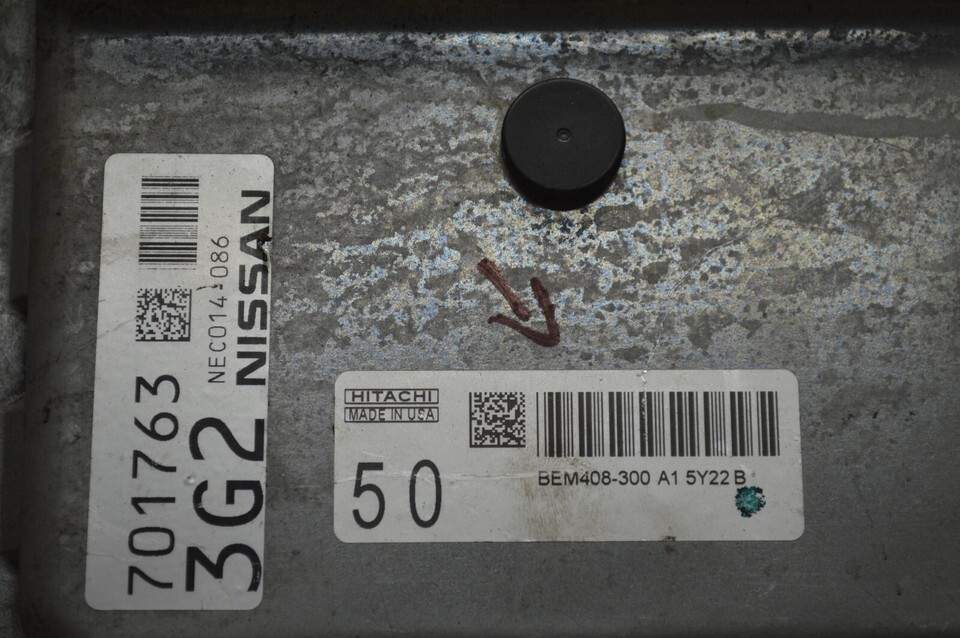 701763
3G2
NEC014-086
NISSAN
HITACHI
MADE IN USA
50
BEM408-300 A1 5Y22 B